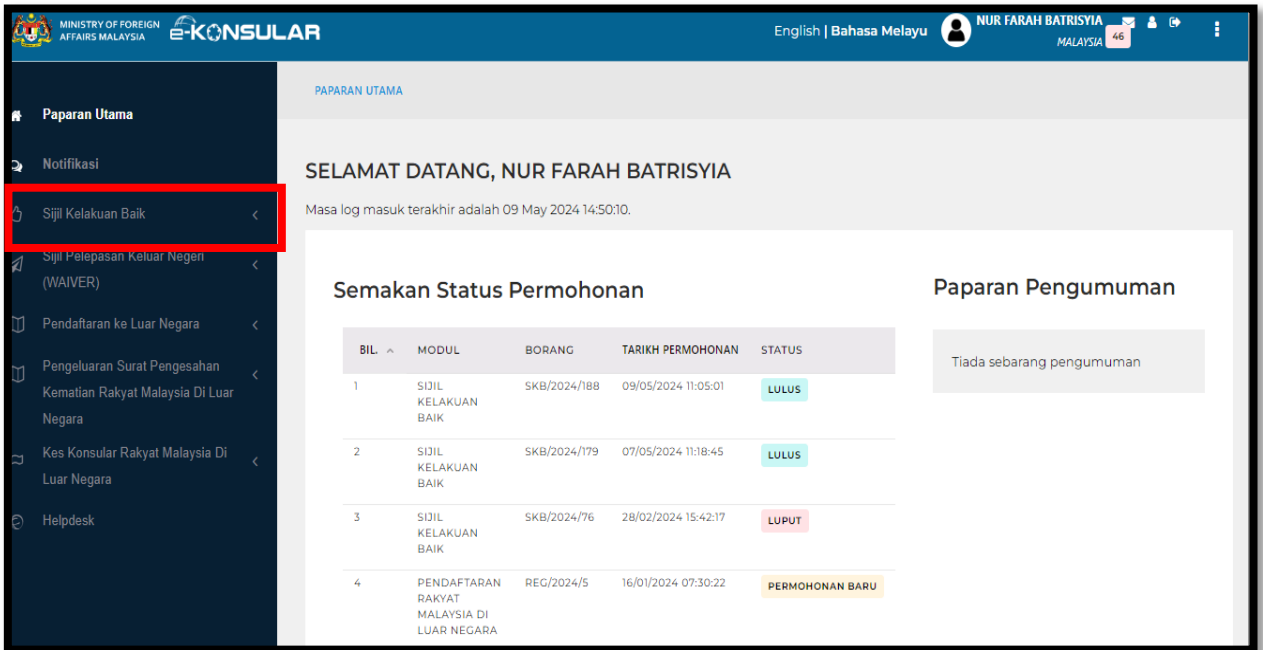 MINISTRY OF FOREIGN
AFFAIRS MALAYSIA
é-KONSULAR
English | Bahasa Melayu
NUR FARAH BATRISYIA
MALAYSIA
46
Paparan Utama
Notifikasi
Sijil Kelakuan Baik
Sijil Pelepasan Keluar Negeri
(WAIVER)
Pendaftaran ke Luar Negara
Pengeluaran Surat Pengesahan
Kematian Rakyat Malaysia Di Luar
Negara
Kes Konsular Rakyat Malaysia Di
Luar Negara
Helpdesk
PAPARAN UTAMA
SELAMAT DATANG, NUR FARAH BATRISYIA
Masa log masuk terakhir adalah 09 May 2024 14:50:10.
Semakan Status Permohonan
BIL. MODUL BORANG TARIKH PERMOHONAN STATUS
1 SIJIL SKB/2024/188 09/05/2024 11:05:01 LULUS
KELAKUAN
BAIK
2 SIJIL SKB/2024/179 07/05/2024 11:18:45 LULUS
KELAKUAN
BAIK
3 SIJIL SKB/2024/76 28/02/2024 15:42:17 LUPUT
KELAKUAN
BAIK
4 PENDAFTARAN REG/2024/5 16/01/2024 07:30:22 PERMOHONAN BARU
RAKYAT
MALAYSIA DI
LUAR NEGARA
Paparan Pengumuman
Tiada sebarang pengumuman